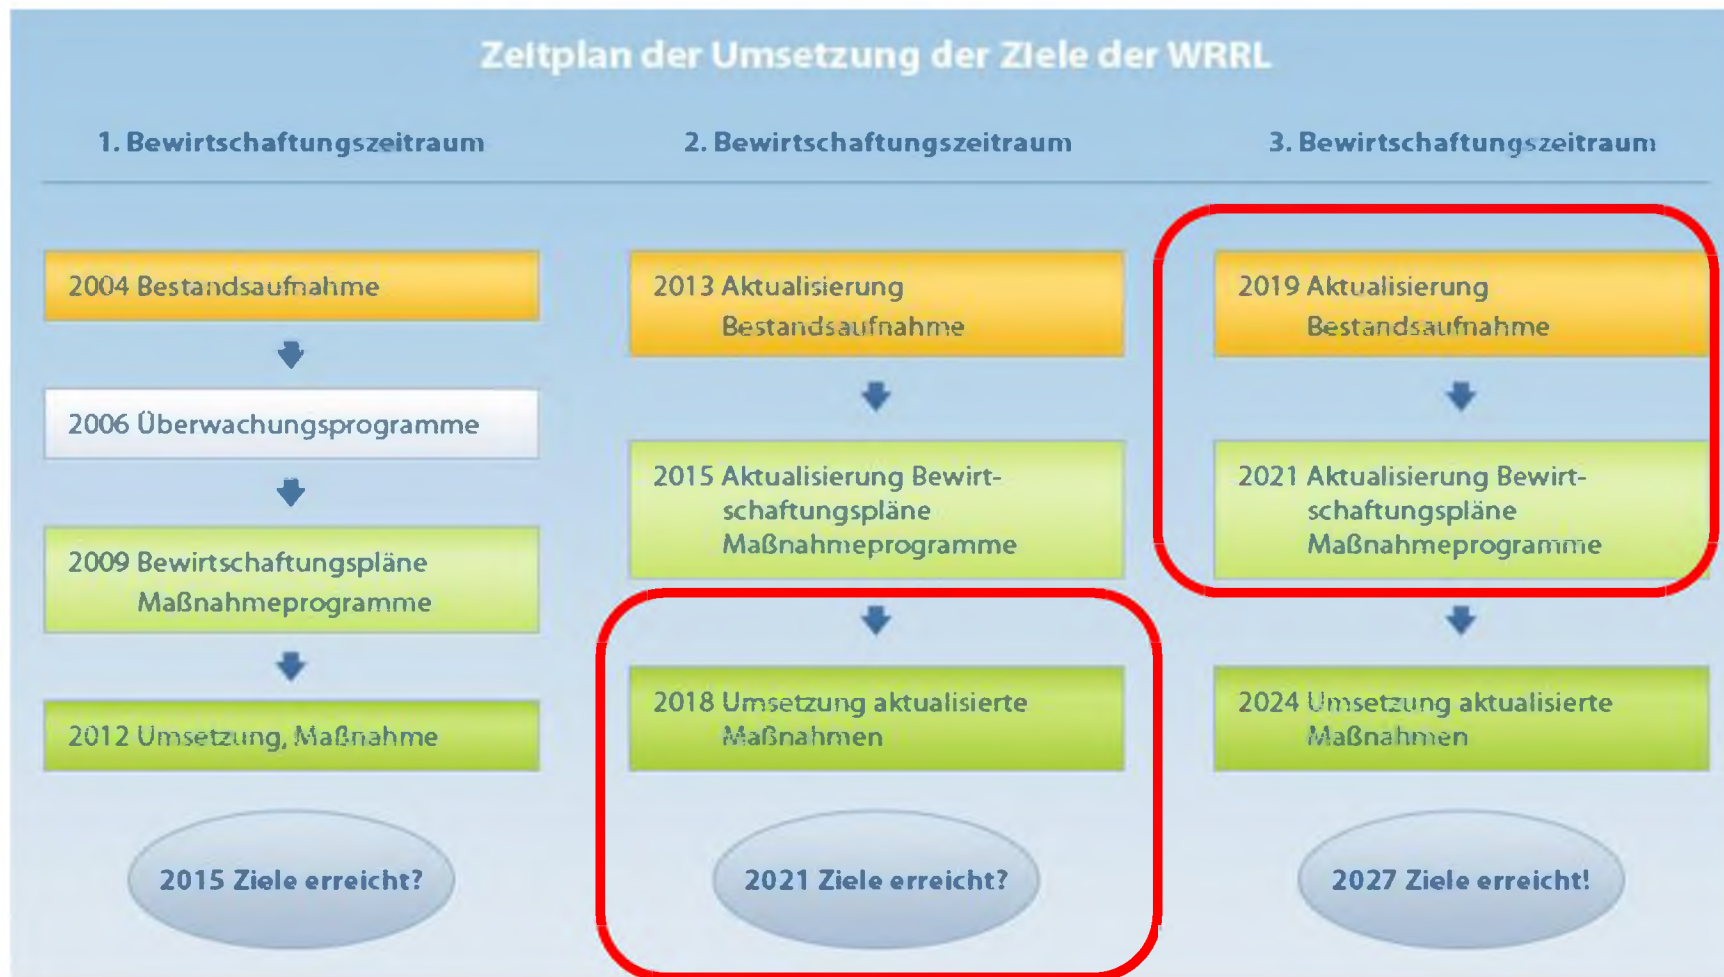 Zeitplan der Umsetzung der Ziele der WRRL
1. Bewirtschaftungszeitraum
2004 Bestandsaufnahme
2006 Überwachungsprogramme
2009 Bewirtschaftungspläne
Maßnahmeprogramme
2012 Umsetzung, Maßnahme
2015 Ziele erreicht?
2. Bewirtschaftungszeitraum
2013 Aktualisierung
Bestandsaufnahme
2015 Aktualisierung Bewirt-
schaftungspläne
Maßnahmeprogramme
2018 Umsetzung aktualisierte
Maßnahmen
2021 Ziele erreicht?
3. Bewirtschaftungszeitraum
2019 Aktualisierung
Bestandsaufnahme
2021 Aktualisierung Bewirt-
schaftungspläne
Maßnahmeprogramme
2024 Umsetzung aktualisierte
Maßnahmen
2027 Ziele erreicht!